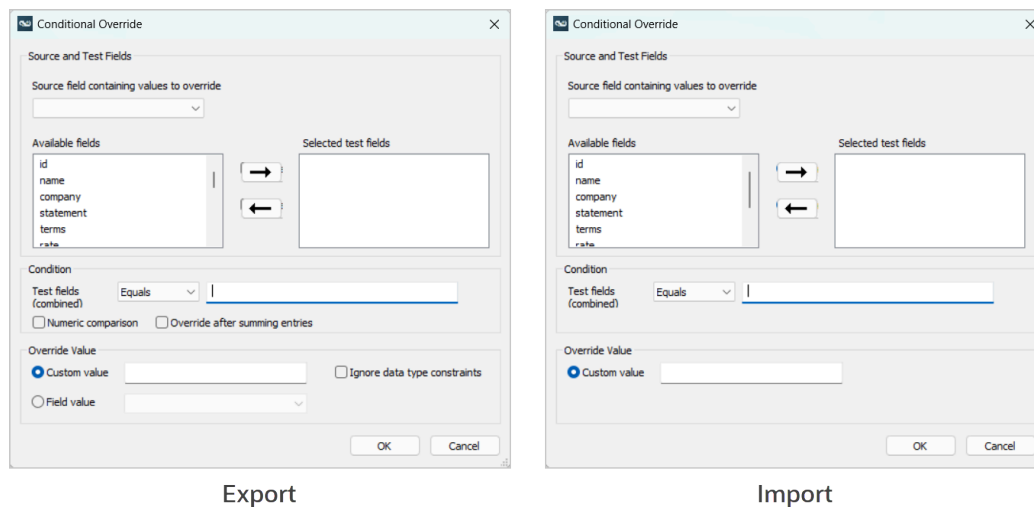 Conditional Override
Source and Test Fields
Source field containing values to override
Available fields
Selected test fields
id
name
company
statement
terms
rate
Condition
Test fields
(combined)
Equals
Numeric comparison
Override after summing entries
Override Value
Custom value
Ignore data type constraints
Field value
OK
Cancel
Export
Conditional Override
Source and Test Fields
Source field containing values to override
Available fields
Selected test fields
id
name
company
statement
terms
rate
Condition
Test fields
(combined)
Equals
Override Value
Custom value
OK
Cancel
Import